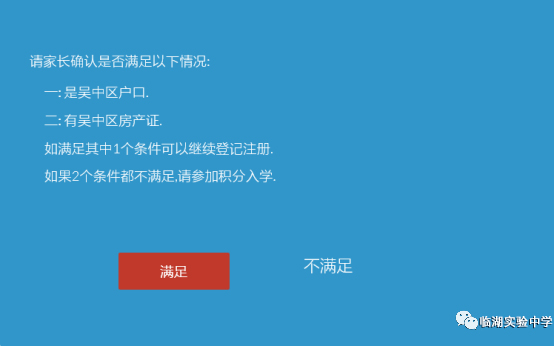 请家长确认是否满足以下情况:
一: 是吴中区户口.
二: 有吴中区房产证.
如满足其中1个条件可以继续登记注册.
如果2个条件都不满足,请参加积分入学.
满足
不满足
临湖实验中学